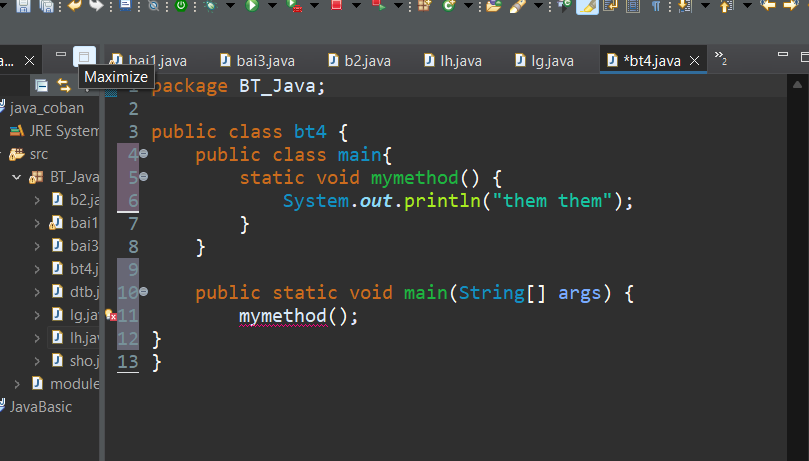 a...
bai1.java
bai3.java
b2.java
lh.java
lg.java
*bt4.java
2
Maximize
java_coban
JRE System
src
BT_Java
b2.ja
bai1
bai3
bt4.j
dtb.j
lg.jav
lh.jav
sho.j
module
JavaBasic
1 package BT_Java;
2
3 public class bt4 {
4 public class main{
5 static void mymethod() {
6 System.out.println("them them");
7 }
8 }
9
10 public static void main(String[] args) {
11 mymethod();
12 }
13 }